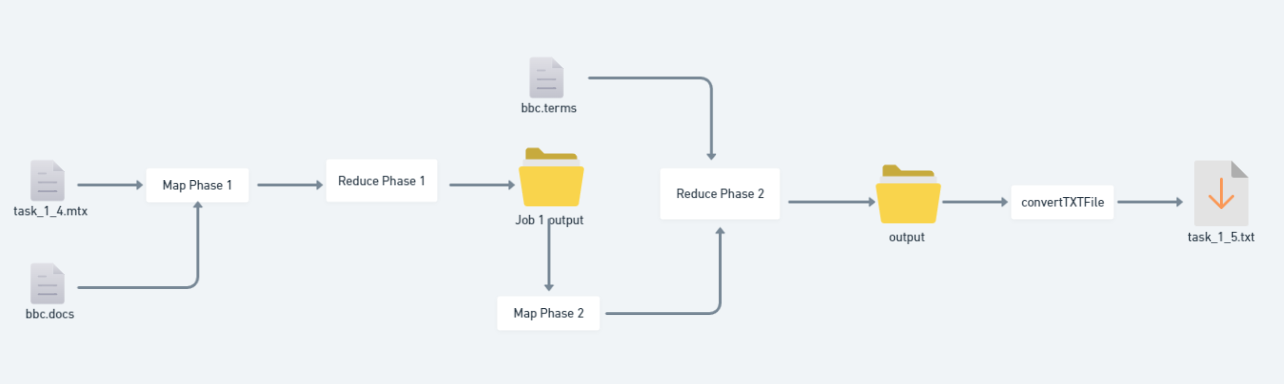 bbc.terms
task_1_4.mtx
Map Phase 1
Reduce Phase 1
Job 1 output
Reduce Phase 2
output
convertTXTFile
task_1_5.txt
bbc.docs
Map Phase 2